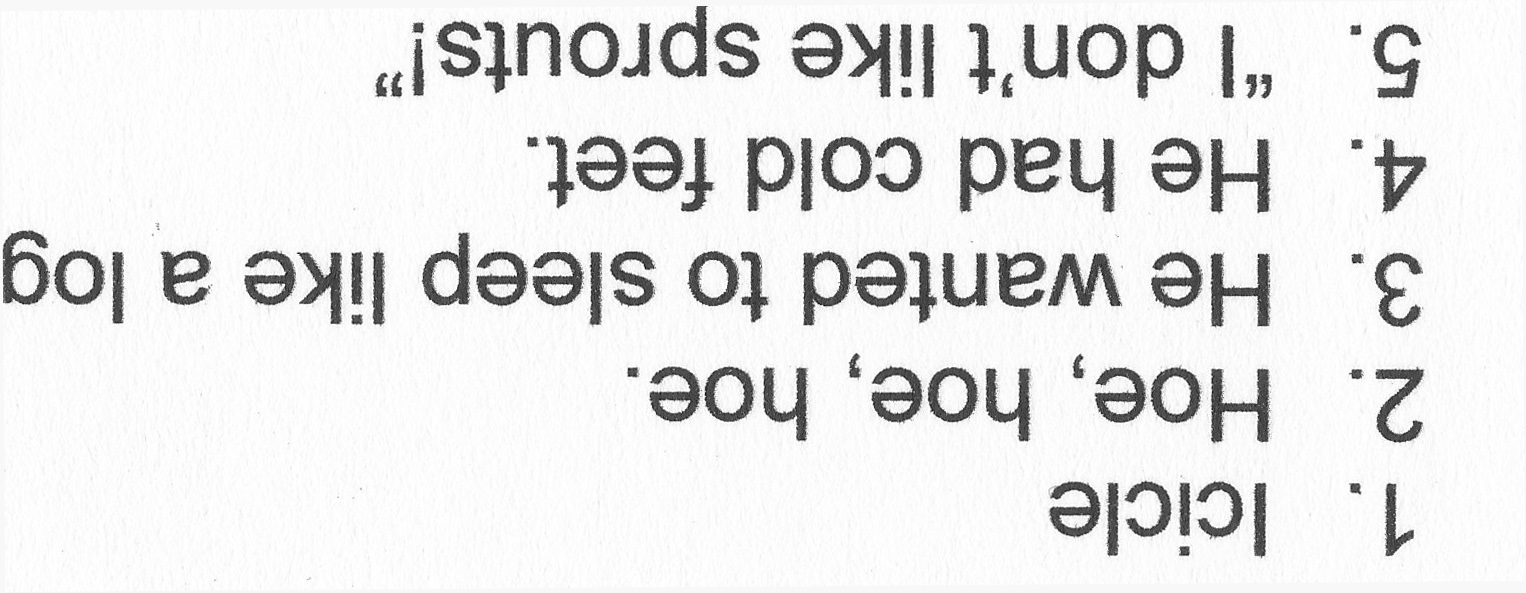 1. Icicle
2. Hoe, hoe, hoe.
3. He wanted to sleep like a log
4. He had cold feet.
5. “I don’t like sprouts!”